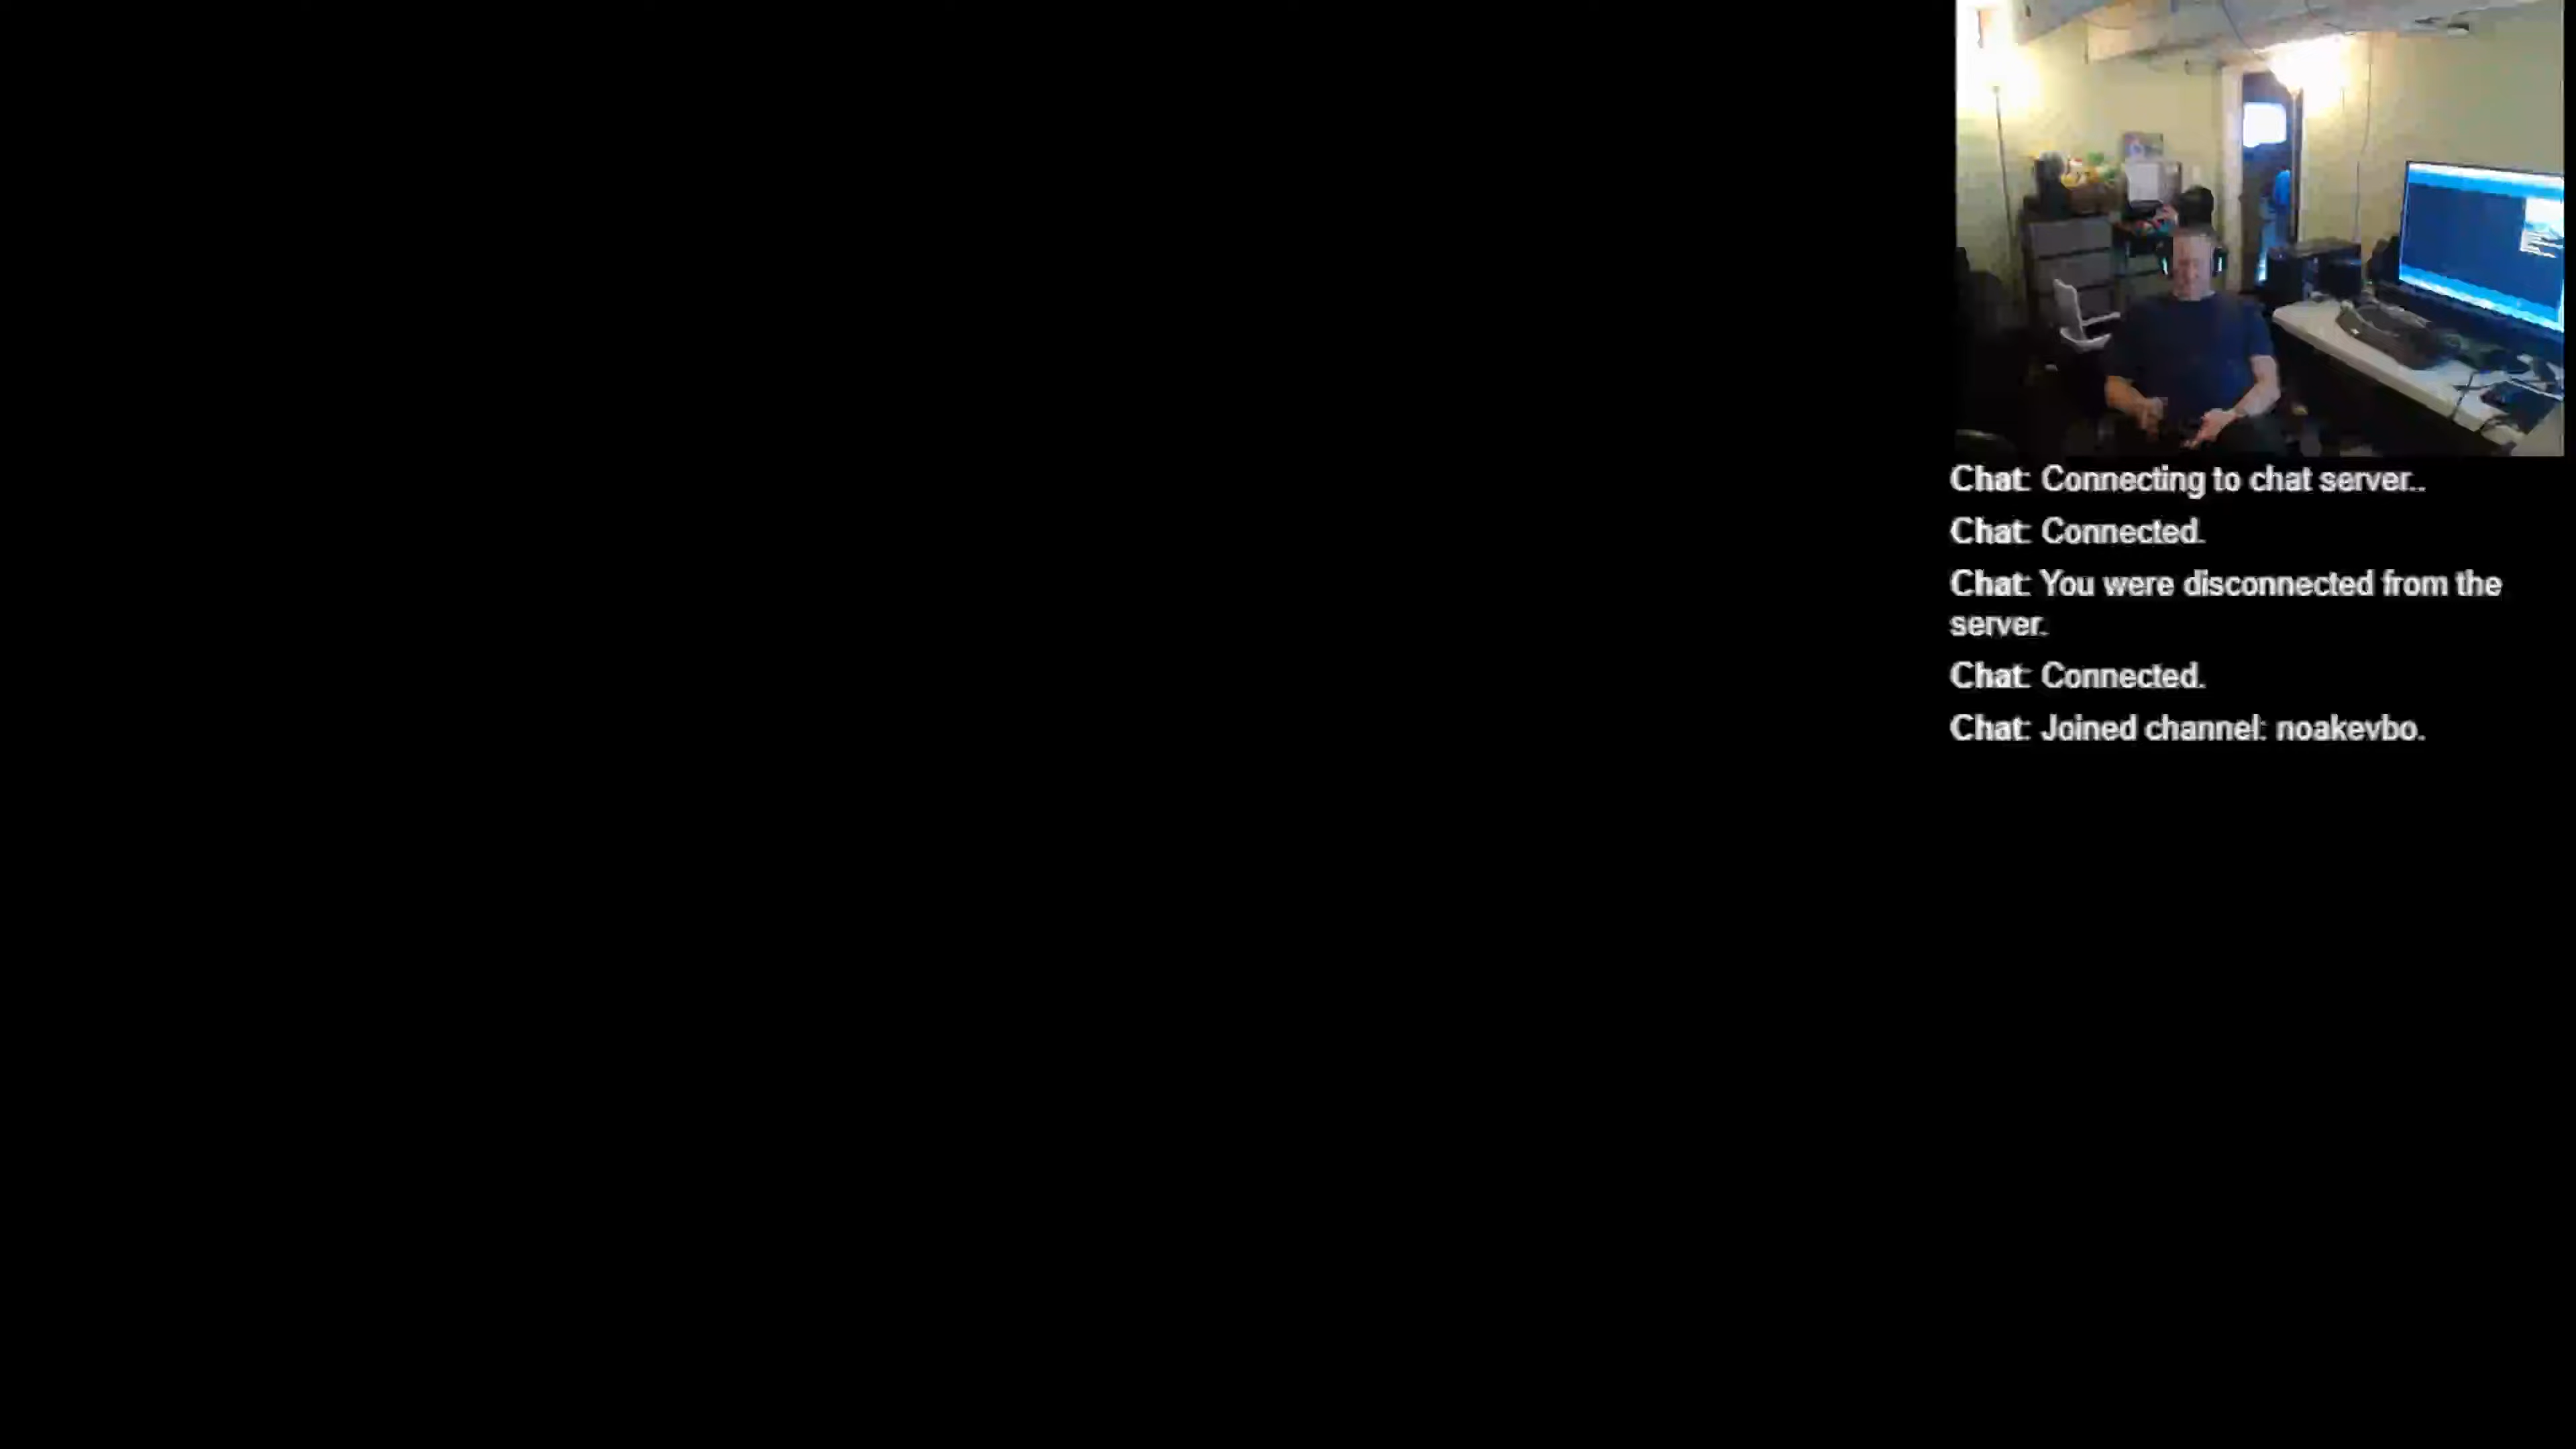 Chat: Connecting to chat server..
Chat: Connected.
Chat: You were disconnected from the
server.
Chat: Connected.
Chat: Joined channel: noakevbo.